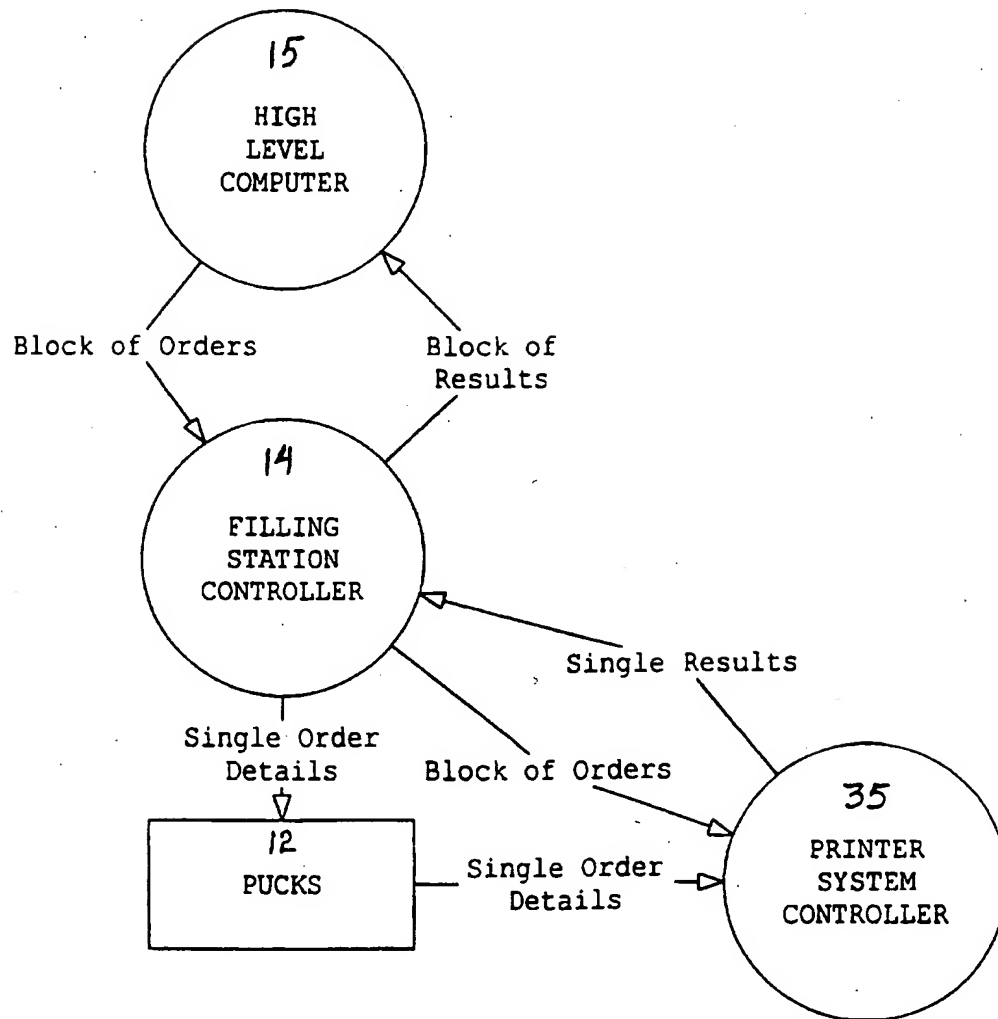 15
HIGH
LEVEL
COMPUTER
Block of Orders
Block of
Results
14
FILLING
STATION
CONTROLLER
Single Results
Single Order
Details
Block of Orders
35
PRINTER
SYSTEM
CONTROLLER
12
PUCKS
Single Order
Details